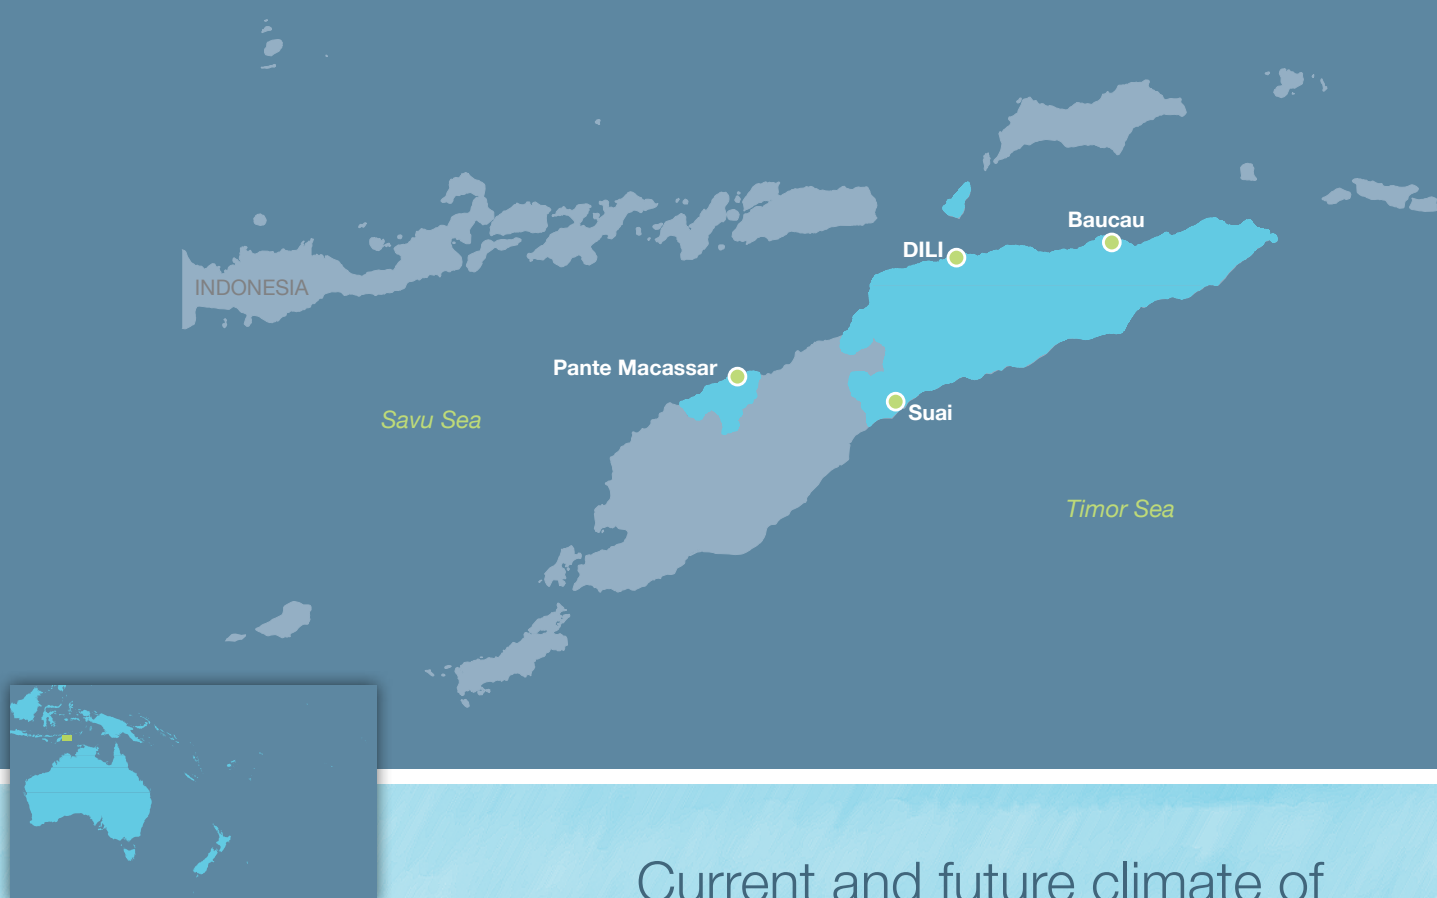 Baucau
DILI
INDONESIA
Pante Macassar
Suai
Savu Sea
Timor Sea
Current and future climate of